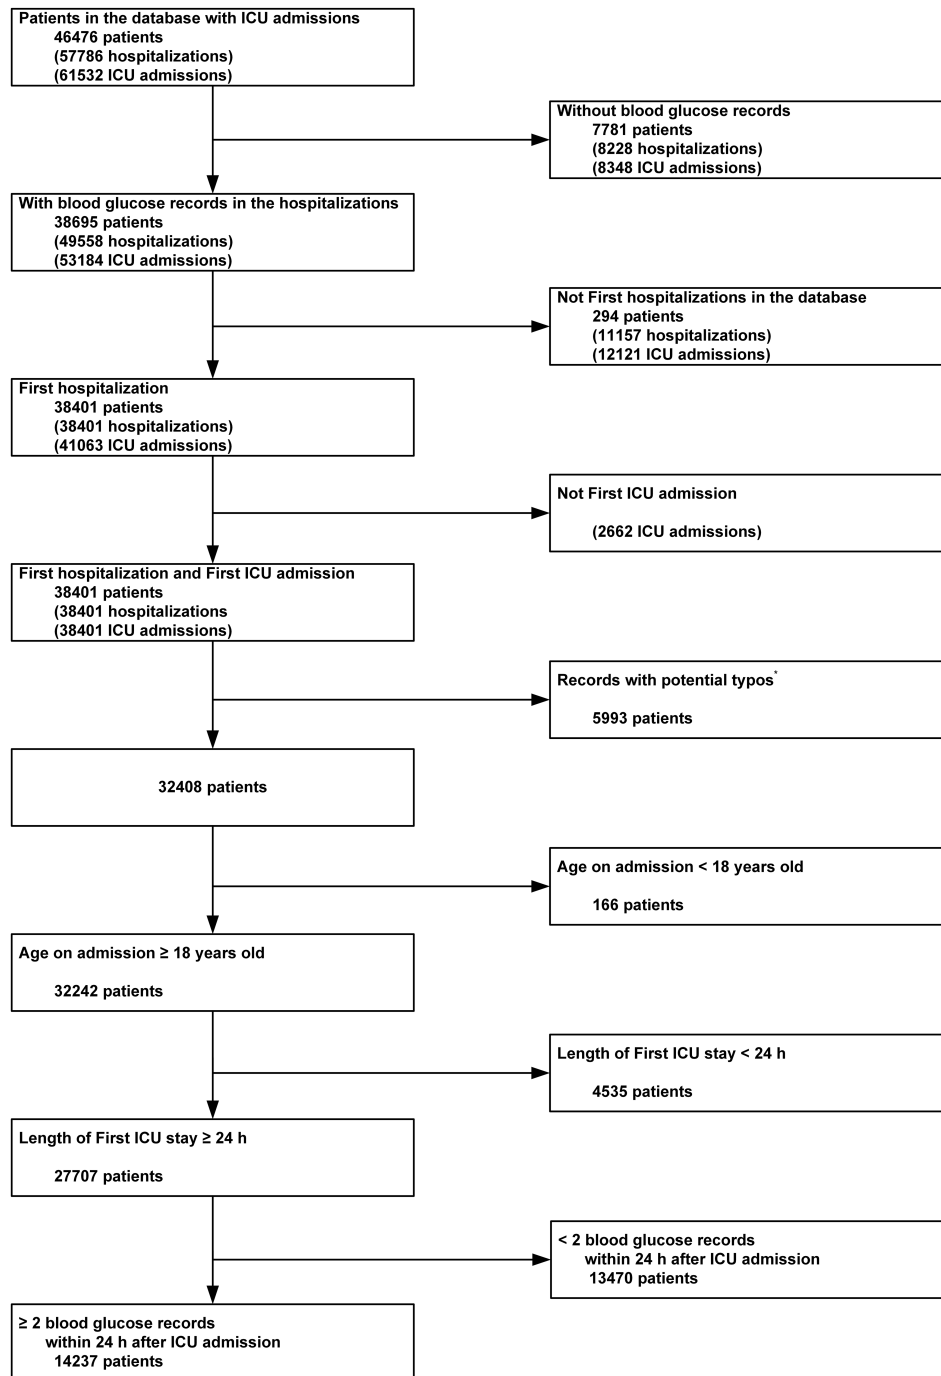 Patients in the database with ICU admissions
46476 patients
(57786 hospitalizations)
(61532 ICU admissions)
Without blood glucose records
7781 patients
(8228 hospitalizations)
(8348 ICU admissions)
With blood glucose records in the hospitalizations
38695 patients
(49558 hospitalizations)
(53184 ICU admissions)
Not First hospitalizations in the database
294 patients
(11157 hospitalizations)
(12121 ICU admissions)
First hospitalization
38401 patients
(38401 hospitalizations)
(41063 ICU admissions)
Not First ICU admission
(2662 ICU admissions)
First hospitalization and First ICU admission
38401 patients
(38401 hospitalizations
(38401 ICU admissions)
Records with potential typos*
5993 patients
32408 patients
Age on admission < 18 years old
166 patients
Age on admission ≥ 18 years old
32242 patients
Length of First ICU stay < 24 h
4535 patients
Length of First ICU stay ≥ 24 h
27707 patients
< 2 blood glucose records
within 24 h after ICU admission
13470 patients
≥ 2 blood glucose records
within 24 h after ICU admission
14237 patients